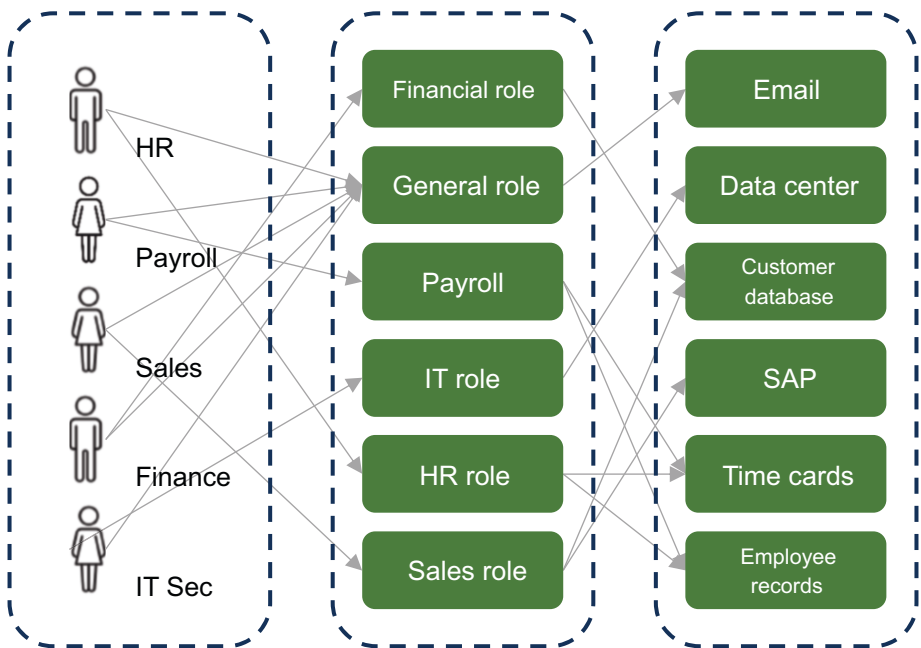 HR
Payroll
Sales
Finance
IT Sec
Financial role
General role
Payroll
IT role
HR role
Sales role
Email
Data center
Customer
database
SAP
Time cards
Employee
records